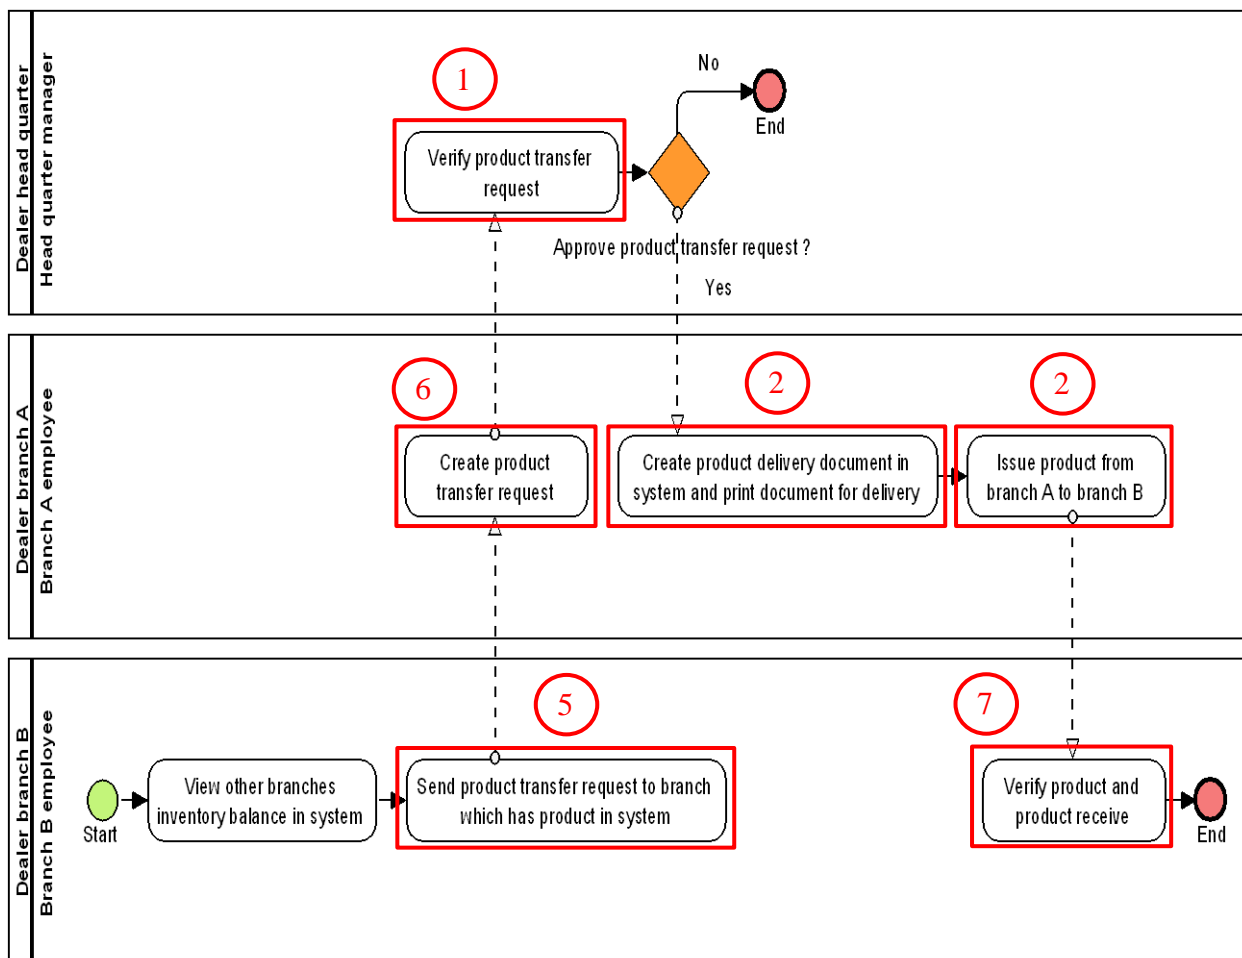 Dealer head quarter
Head quarter manager
1
No
End
Verify product transfer
request
Approve product transfer request ?
Yes
Dealer branch A
Branch A employee
6
2
2
Create product
transfer request
Create product delivery document in
system and print document for delivery
Issue product from
branch A to branch B
Dealer branch B
Branch B employee
5
7
Start
View other branches
inventory balance in system
Send product transfer request to branch
which has product in system
Verify product and
product receive
End